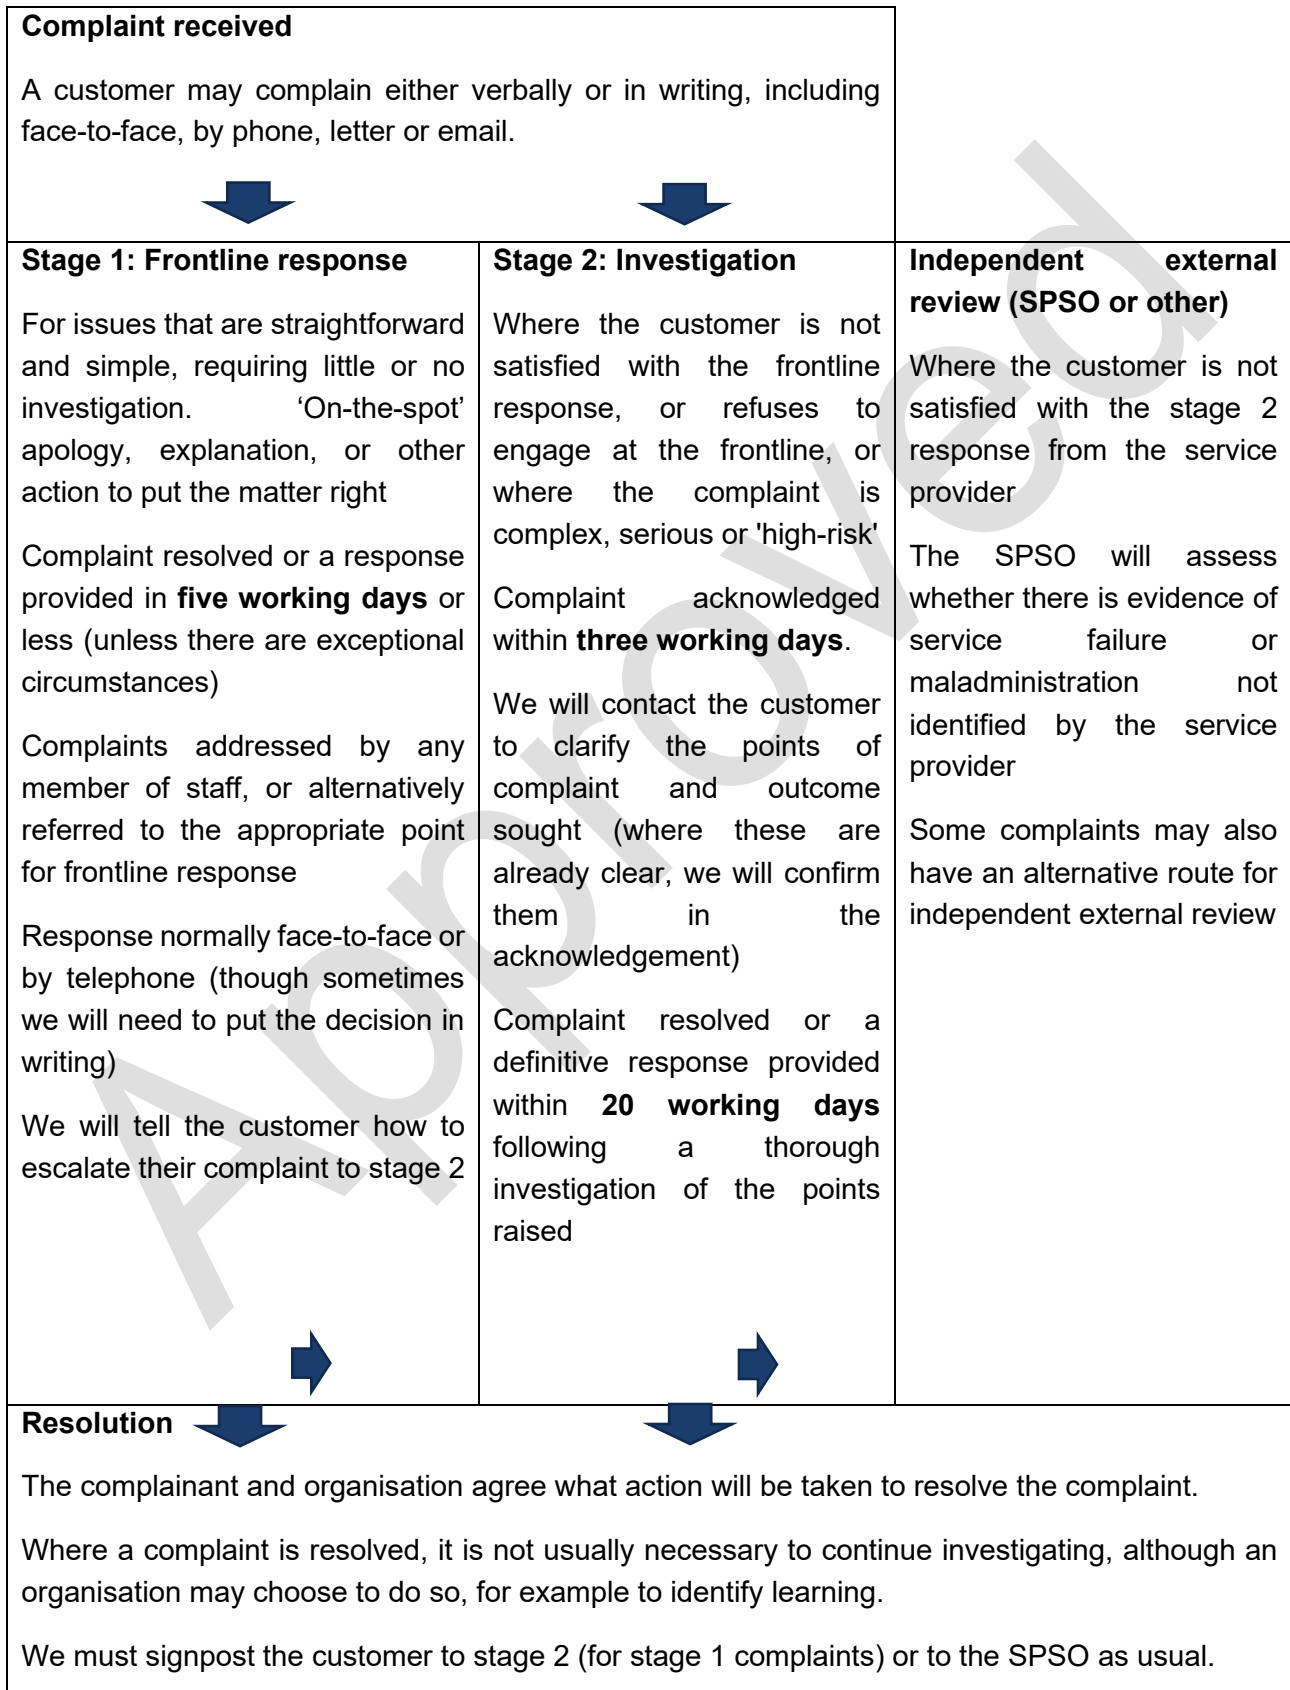 Complaint received
A customer may complain either verbally or in writing, including
face-to-face, by phone, letter or email.
Stage 1: Frontline response
For issues that are straightforward
and simple, requiring little or no
investigation. ‘On-the-spot’
apology, explanation, or other
action to put the matter right
Complaint resolved or a response
provided in five working days or
less (unless there are exceptional
circumstances)
Complaints addressed by any
member of staff, or alternatively
referred to the appropriate point
for frontline response
Response normally face-to-face or
by telephone (though sometimes
we will need to put the decision in
writing)
We will tell the customer how to
escalate their complaint to stage 2
Stage 2: Investigation
Where the customer is not
satisfied with the frontline
response, or refuses to
engage at the frontline, or
where the complaint is
complex, serious or 'high-risk'
Complaint acknowledged
within three working days.
We will contact the customer
to clarify the points of
complaint and outcome
sought (where these are
already clear, we will confirm
them in the
acknowledgement)
Complaint resolved or a
definitive response provided
within 20 working days
following a thorough
investigation of the points
raised
Independent external
review (SPSO or other)
Where the customer is not
satisfied with the stage 2
response from the service
provider
The SPSO will assess
whether there is evidence of
service failure or
maladministration not
identified by the service
provider
Some complaints may also
have an alternative route for
independent external review
Resolution
The complainant and organisation agree what action will be taken to resolve the complaint.
Where a complaint is resolved, it is not usually necessary to continue investigating, although an
organisation may choose to do so, for example to identify learning.
We must signpost the customer to stage 2 (for stage 1 complaints) or to the SPSO as usual.
Approved